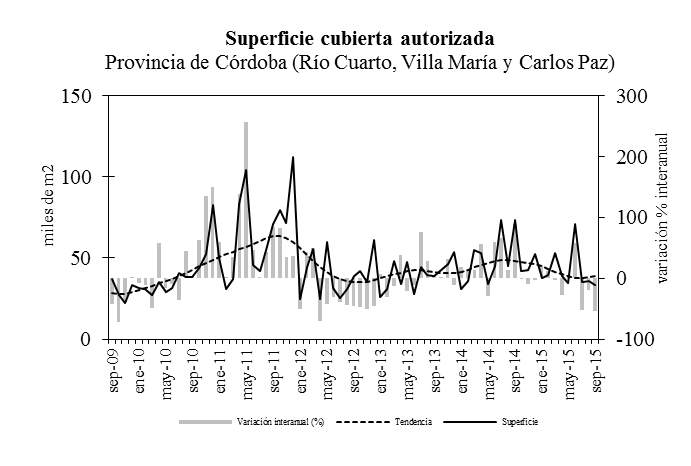 Superficie cubierta autorizada
Provincia de Córdoba (Río Cuarto, Villa María y Carlos Paz)
150
100
50
0
miles de m2
300
200
100
0
-100
variación % interanual
sep-09
ene-10
may-10
sep-10
ene-11
may-11
sep-11
ene-12
may-12
sep-12
ene-13
may-13
sep-13
ene-14
may-14
sep-14
ene-15
may-15
sep-15
Variación interanual (%)
Tendencia
Superficie